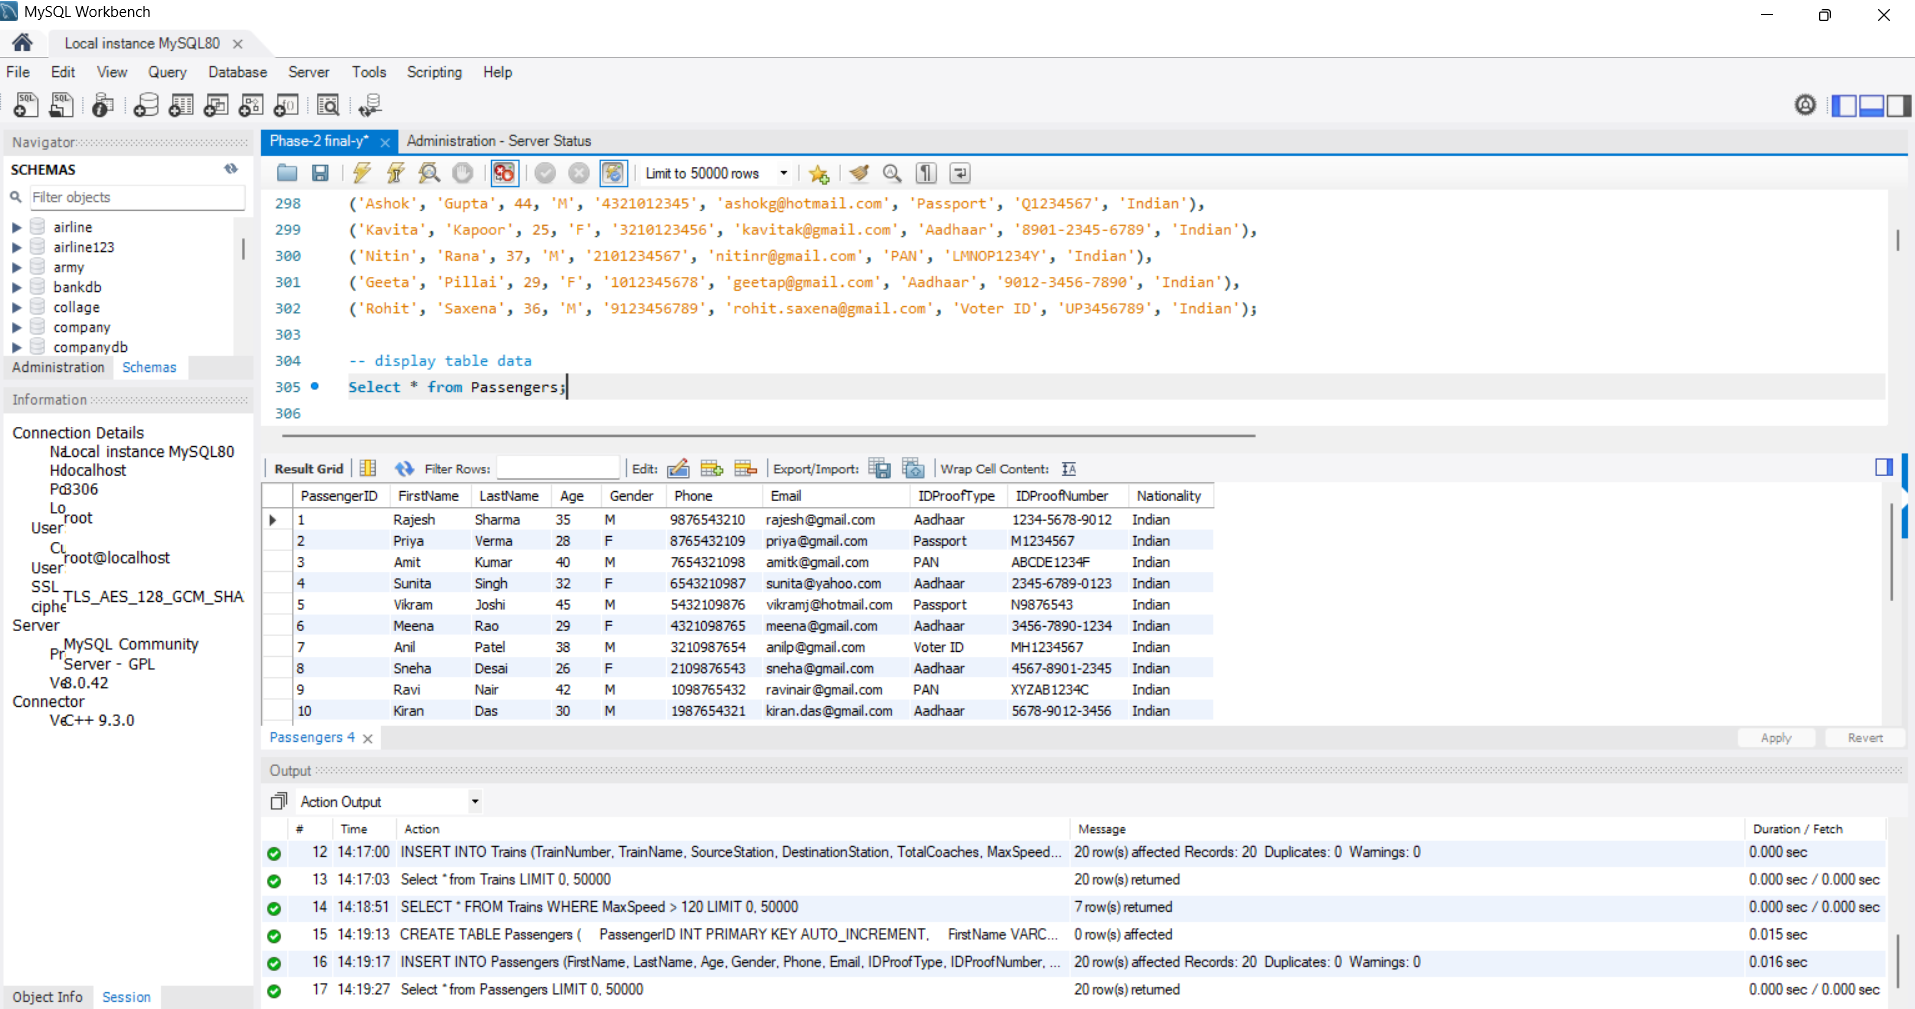 MySQL Workbench
Local instance MySQL80
File Edit View Query Database Server Tools Scripting Help
Navigator
SCHEMAS
Filter objects
airline
airline123
army
bankdb
collage
company
companydb
Administration Schemas
Information
Connection Details
Local instance MySQL80
localhost
3306
root
User
root@localhost
User
SSL
TLS_AES_128_GCM_SHA
Server
MySQL Community
Server - GPL
8.0.42
Connector
C++ 9.3.0
Object Info Session
Phase-2 final-y* Administration - Server Status
Limit to 50000 rows
298 ('Ashok', 'Gupta', 44, 'M', '4321012345', 'ashokg@hotmail.com', 'Passport', 'Q1234567', 'Indian'),
299 ('Kavita', 'Kapoor', 25, 'F', '3210123456', 'kavitak@gmail.com', 'Aadhaar', '8901-2345-6789', 'Indian'),
300 ('Nitin', 'Rana', 37, 'M', '2101234567', 'nitinr@gmail.com', 'PAN', 'LMNOP1234Y', 'Indian'),
301 ('Geeta', 'Pillai', 29, 'F', '1012345678', 'geetap@gmail.com', 'Aadhaar', '9012-3456-7890', 'Indian'),
302 ('Rohit', 'Saxena', 36, 'M', '9123456789', 'rohit.saxena@gmail.com', 'Voter ID', 'UP3456789', 'Indian');
303
304 -- display table data
305 Select * from Passengers;
306
Result Grid Filter Rows: Edit: Export/Import: Wrap Cell Content:
PassengerID FirstName LastName Age Gender Phone Email IDProofType IDProofNumber Nationality
1 Rajesh Sharma 35 M 9876543210 rajesh@gmail.com Aadhaar 1234-5678-9012 Indian
2 Priya Verma 28 F 8765432109 priya@gmail.com Passport M1234567 Indian
3 Amit Kumar 40 M 7654321098 amitk@gmail.com PAN ABCDE1234F Indian
4 Sunita Singh 32 F 6543210987 sunita@yahoo.com Aadhaar 2345-6789-0123 Indian
5 Vikram Joshi 45 M 5432109876 vikramj@hotmail.com Passport N9876543 Indian
6 Meena Rao 29 F 4321098765 meena@gmail.com Aadhaar 3456-7890-1234 Indian
7 Anil Patel 38 M 3210987654 anilp@gmail.com Voter ID MH1234567 Indian
8 Sneha Desai 26 F 2109876543 sneha@gmail.com Aadhaar 4567-8901-2345 Indian
9 Ravi Nair 42 M 1098765432 ravinair@gmail.com PAN XYZAB1234C Indian
10 Kiran Das 30 M 1987654321 kiran.das@gmail.com Aadhaar 5678-9012-3456 Indian
Passengers 4 Apply Revert
Output
Action Output
# Time Action Message Duration / Fetch
12 14:17:00 INSERT INTO Trains (TrainNumber, TrainName, SourceStation, DestinationStation, TotalCoaches, MaxSpeed... 20 row(s) affected Records: 20 Duplicates: 0 Warnings: 0 0.000 sec
13 14:17:03 Select * from Trains LIMIT 0, 50000 20 row(s) returned 0.000 sec / 0.000 sec
14 14:18:51 SELECT * FROM Trains WHERE MaxSpeed > 120 LIMIT 0, 50000 7 row(s) returned 0.000 sec / 0.000 sec
15 14:19:13 CREATE TABLE Passengers ( PassengerID INT PRIMARY KEY AUTO_INCREMENT, FirstName VARC... 0 row(s) affected 0.015 sec
16 14:19:17 INSERT INTO Passengers (FirstName, LastName, Age, Gender, Phone, Email, IDProofType, IDProofNumber, ... 20 row(s) affected Records: 20 Duplicates: 0 Warnings: 0 0.016 sec
17 14:19:27 Select * from Passengers LIMIT 0, 50000 20 row(s) returned 0.000 sec / 0.000 sec